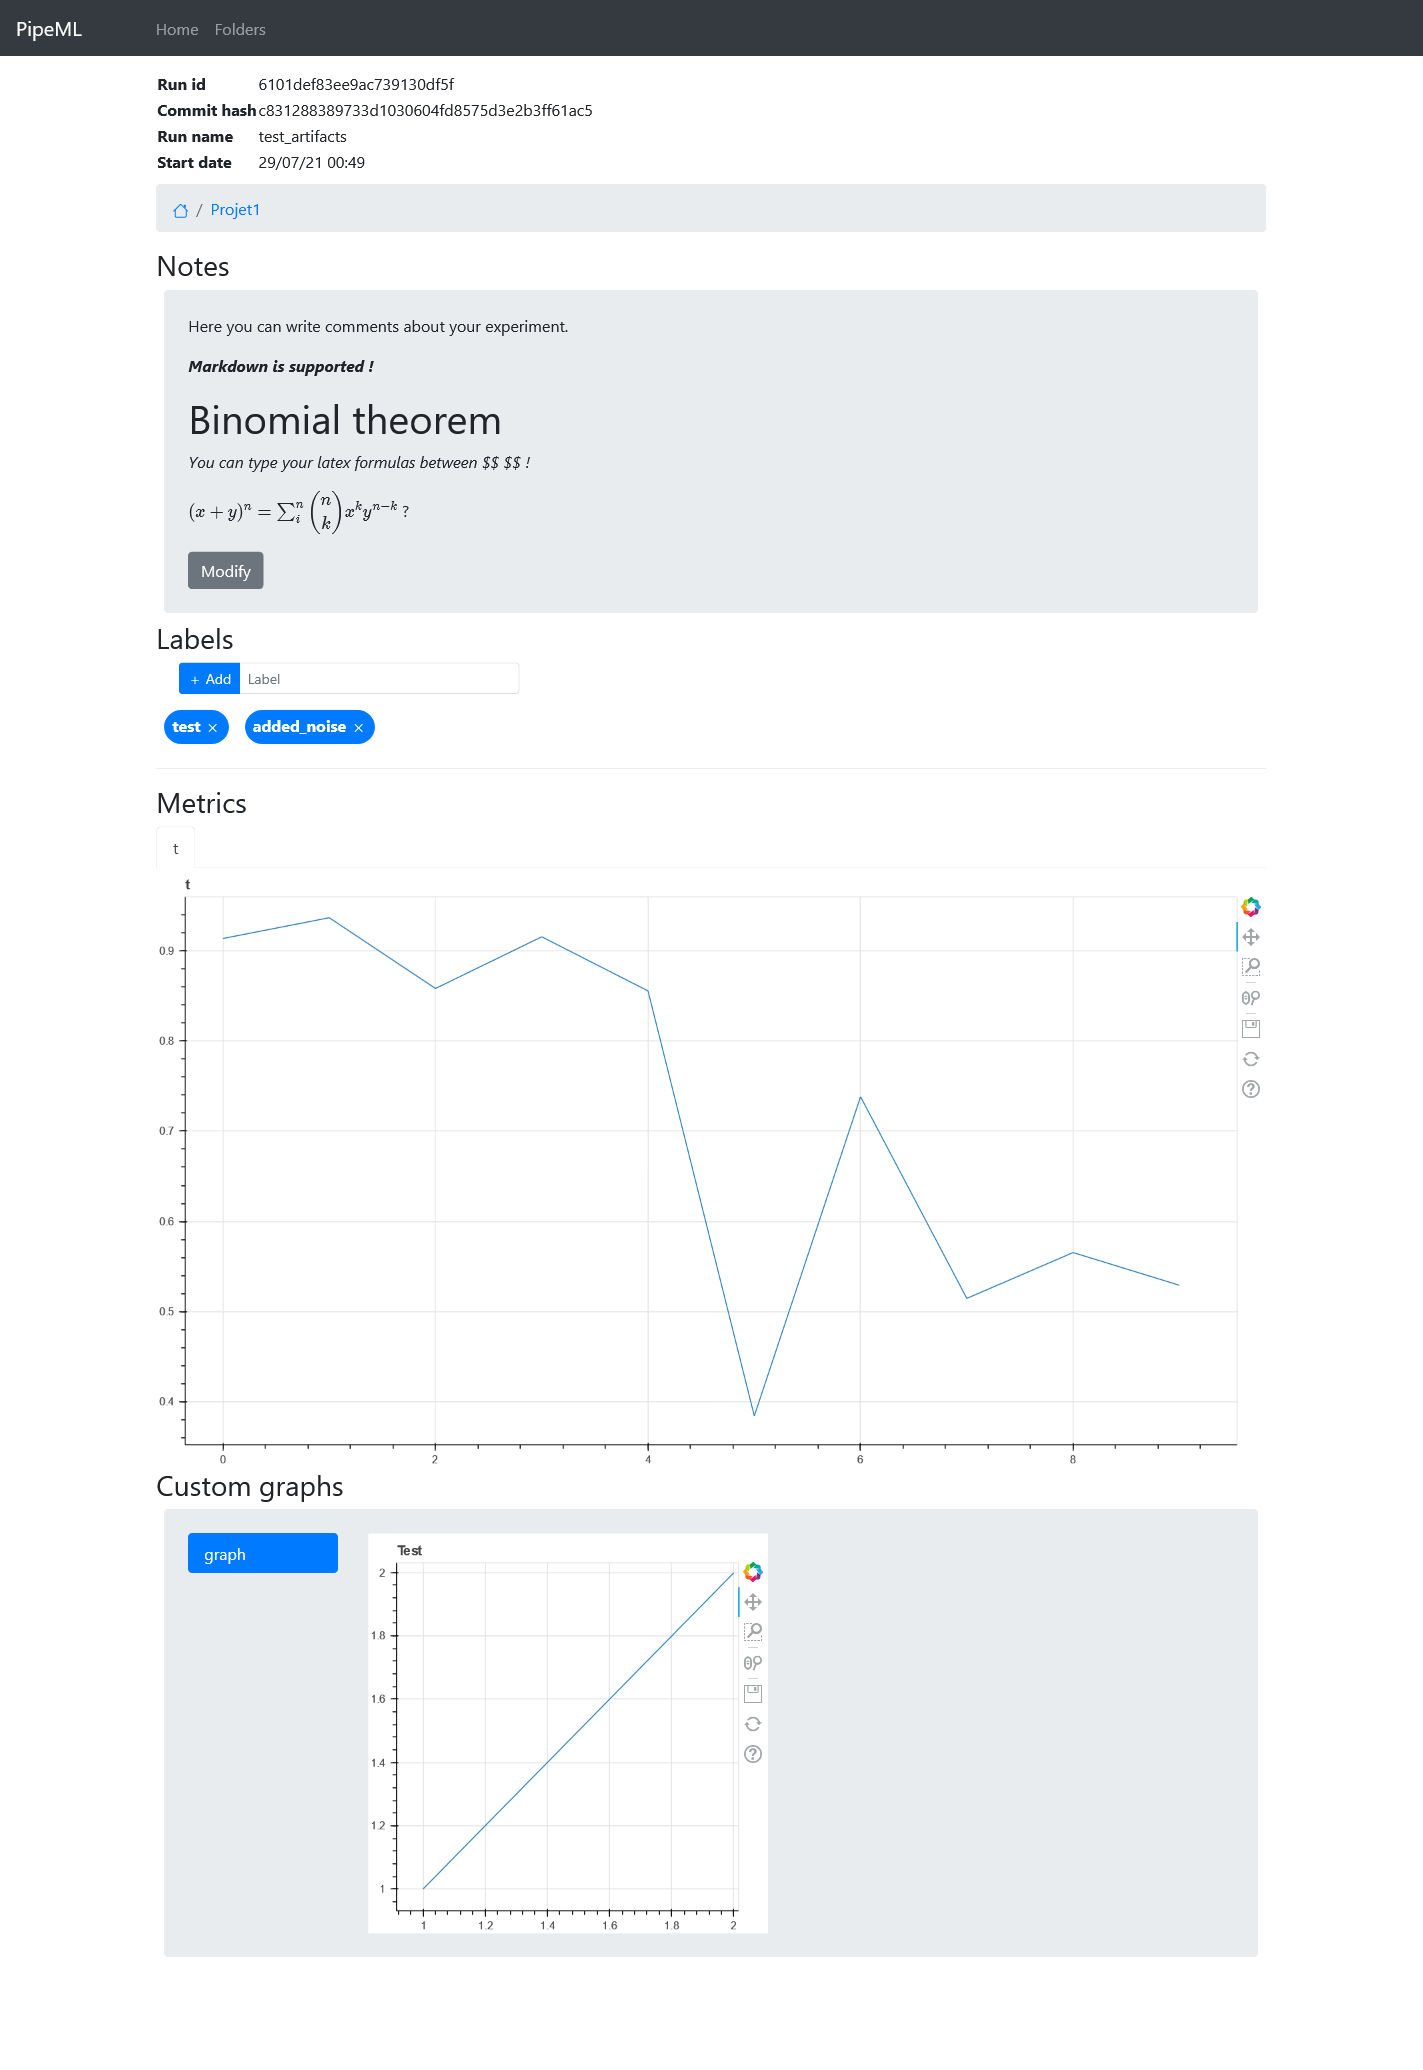 PipeML Home Folders
Run id 6101def83ee9ac739130df5f
Commit hash c831288389733d1030604fd8575d3e2b3ff61ac5
Run name test_artifacts
Start date 29/07/21 00:49
/ Projet1
Notes
Here you can write comments about your experiment.
Markdown is supported !
Binomial theorem
You can type your latex formulas between $$ $$ !
(x + y)^n = ∑_i^n (n k) x^k y^{n−k} ?
Modify
Labels
+ Add Label
test × added_noise ×
Metrics
t
t
0.9
0.8
0.7
0.6
0.5
0.4
0 2 4 6 8
Custom graphs
graph
Test
2
1.8
1.6
1.4
1.2
1
1 1.2 1.4 1.6 1.8 2